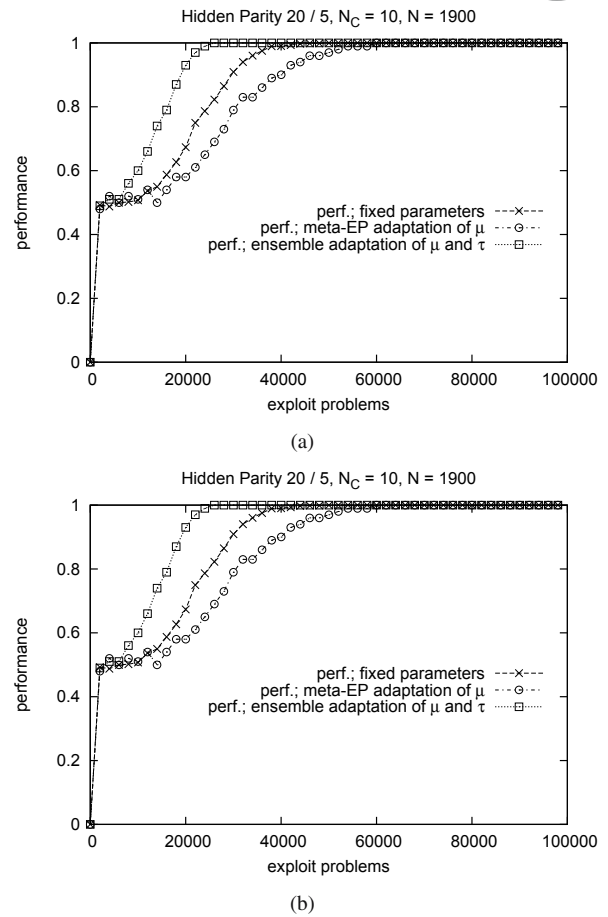 Hidden Parity 20 / 5, N_C = 10, N = 1900
1
0.8
0.6
0.4
0.2
0
performance
perf.; fixed parameters
perf.; meta-EP adaptation of μ
perf.; ensemble adaptation of μ and τ
0 20000 40000 60000 80000 100000
exploit problems
(a)
Hidden Parity 20 / 5, N_C = 10, N = 1900
1
0.8
0.6
0.4
0.2
0
performance
perf.; fixed parameters
perf.; meta-EP adaptation of μ
perf.; ensemble adaptation of μ and τ
0 20000 40000 60000 80000 100000
exploit problems
(b)